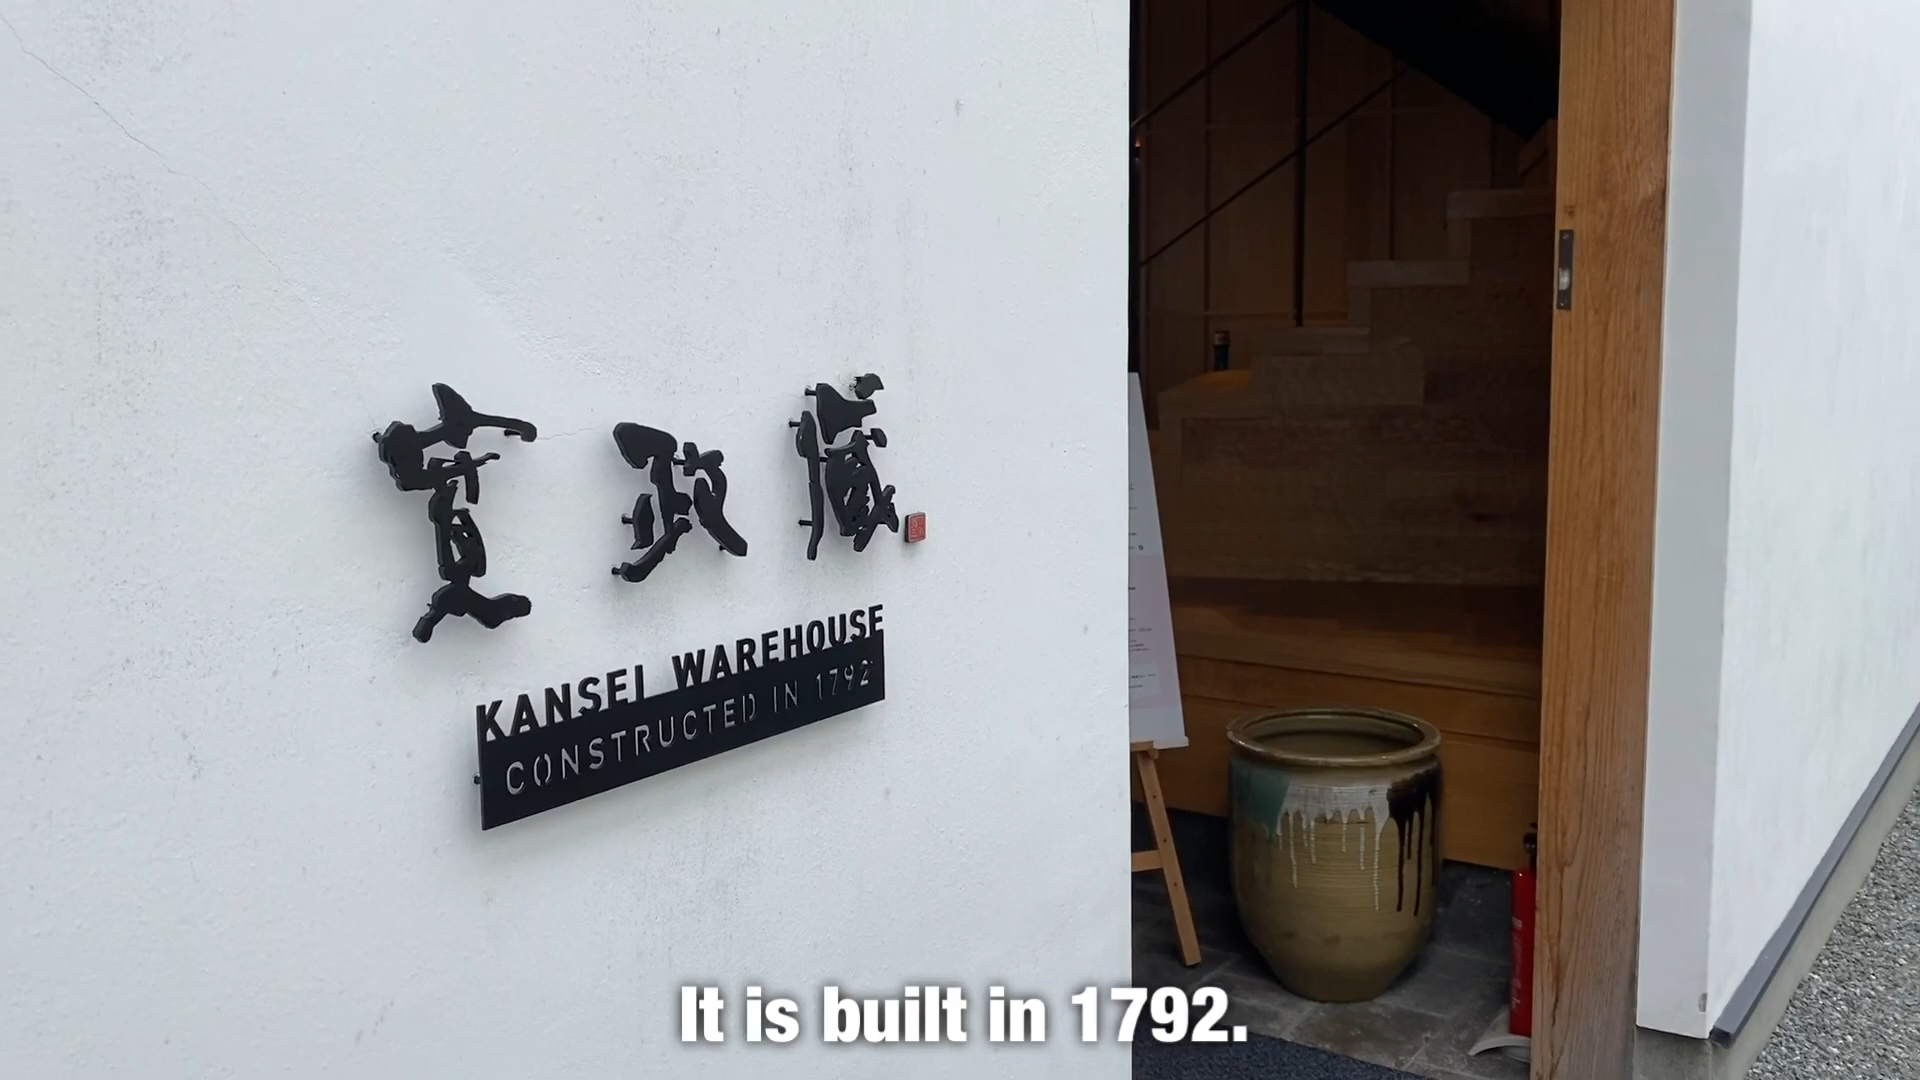 寛政蔵
KANSEI WAREHOUSE
CONSTRUCTED IN 1792
It is built in 1792.